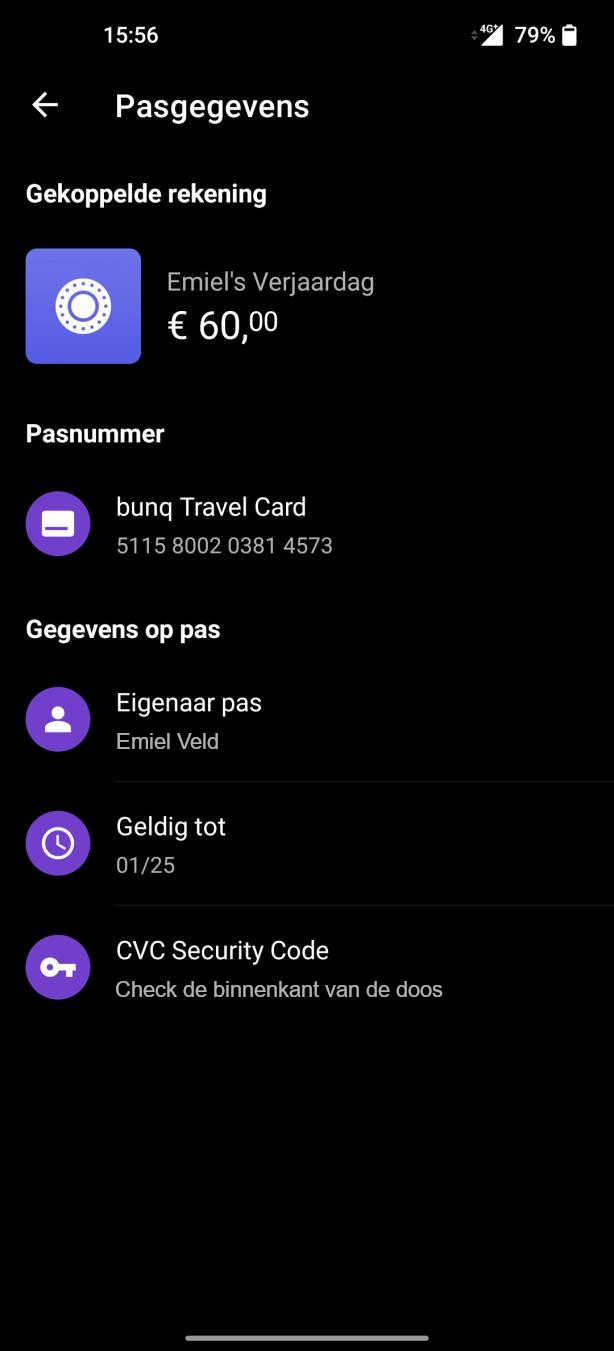 15:56
4G+ 79%
Pasgegevens
Gekoppelde rekening
Emiel's Verjaardag
€ 60,00
Pasnummer
bunq Travel Card
5115 8002 0381 4573
Gegevens op pas
Eigenaar pas
Emiel Veld
Geldig tot
01/25
CVC Security Code
Check de binnenkant van de doos